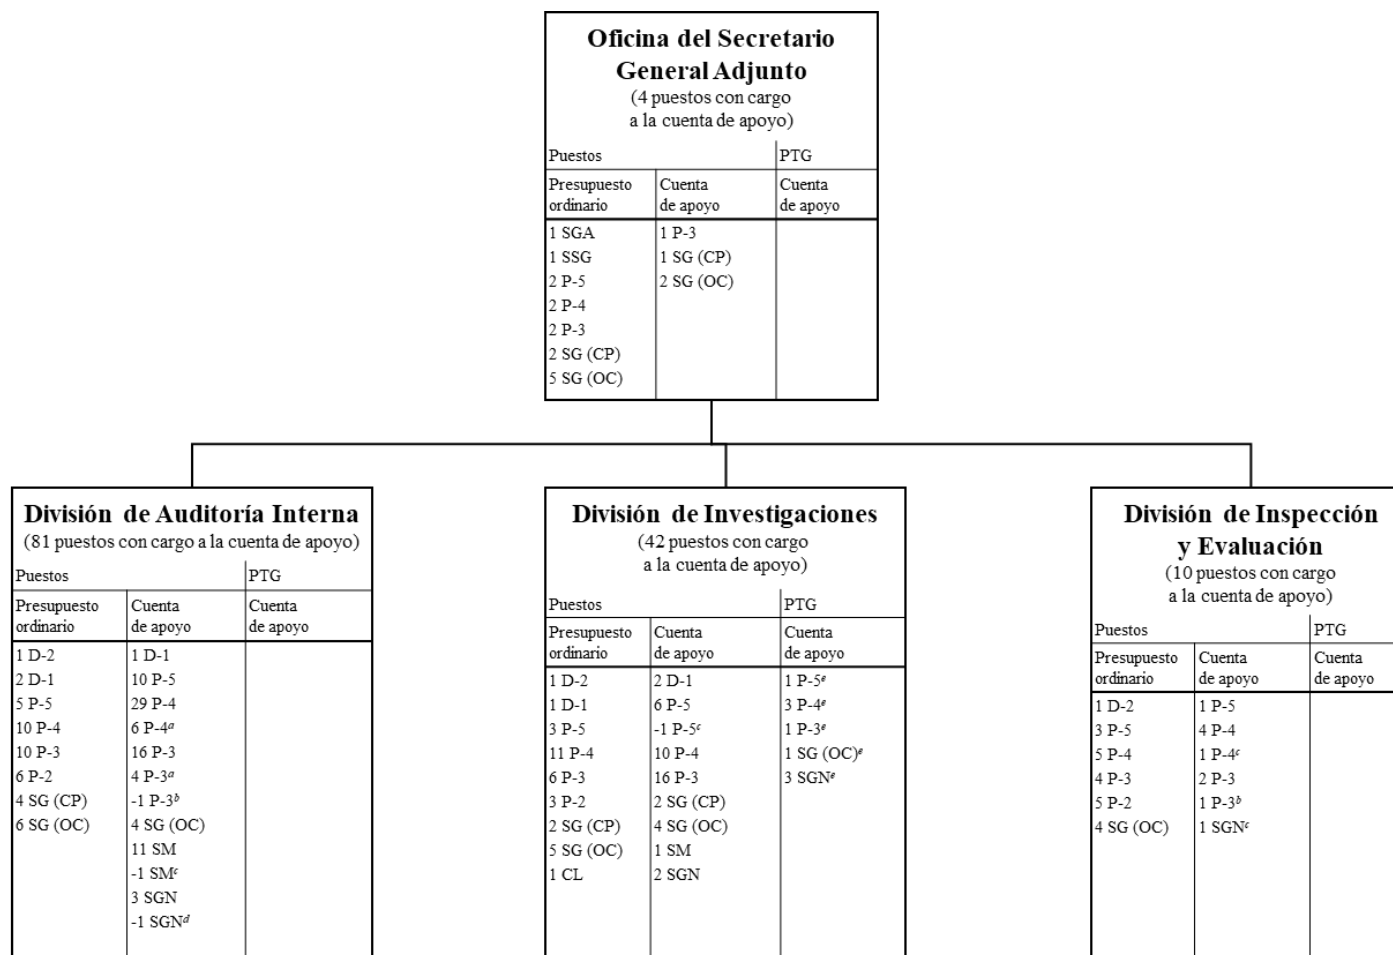 Oficina del Secretario
General Adjunto
(4 puestos con cargo
a la cuenta de apoyo)
Puestos PTG
Presupuesto ordinario Cuenta de apoyo Cuenta de apoyo
1 SGA 1 P-3
1 SSG 1 SG (CP)
2 P-5 2 SG (OC)
2 P-4
2 P-3
2 SG (CP)
5 SG (OC)
División de Auditoría Interna
(81 puestos con cargo a la cuenta de apoyo)
Puestos PTG
Presupuesto ordinario Cuenta de apoyo Cuenta de apoyo
1 D-2 1 D-1
2 D-1 10 P-5
5 P-5 29 P-4
10 P-4 6 P-4ᵃ
10 P-3 16 P-3
6 P-2 4 P-3ᵃ
4 SG (CP) -1 P-3ᵇ
6 SG (OC) 4 SG (OC)
11 SM
-1 SMᶜ
3 SGN
-1 SGNᵈ
División de Investigaciones
(42 puestos con cargo
a la cuenta de apoyo)
Puestos PTG
Presupuesto ordinario Cuenta de apoyo Cuenta de apoyo
1 D-2 2 D-1 1 P-5ᵉ
1 D-1 6 P-5 3 P-4ᵉ
3 P-5 -1 P-5ᶜ 1 P-3ᵉ
11 P-4 10 P-4 1 SG (OC)ᵉ
6 P-3 16 P-3 3 SGNᵉ
3 P-2 2 SG (CP)
2 SG (CP) 4 SG (OC)
5 SG (OC) 1 SM
1 CL 2 SGN
División de Inspección
y Evaluación
(10 puestos con cargo
a la cuenta de apoyo)
Puestos PTG
Presupuesto ordinario Cuenta de apoyo Cuenta de apoyo
1 D-2 1 P-5
3 P-5 4 P-4
5 P-4 1 P-4ᶜ
4 P-3 2 P-3
5 P-2 1 P-3ᵇ
4 SG (OC) 1 SGNᶜ